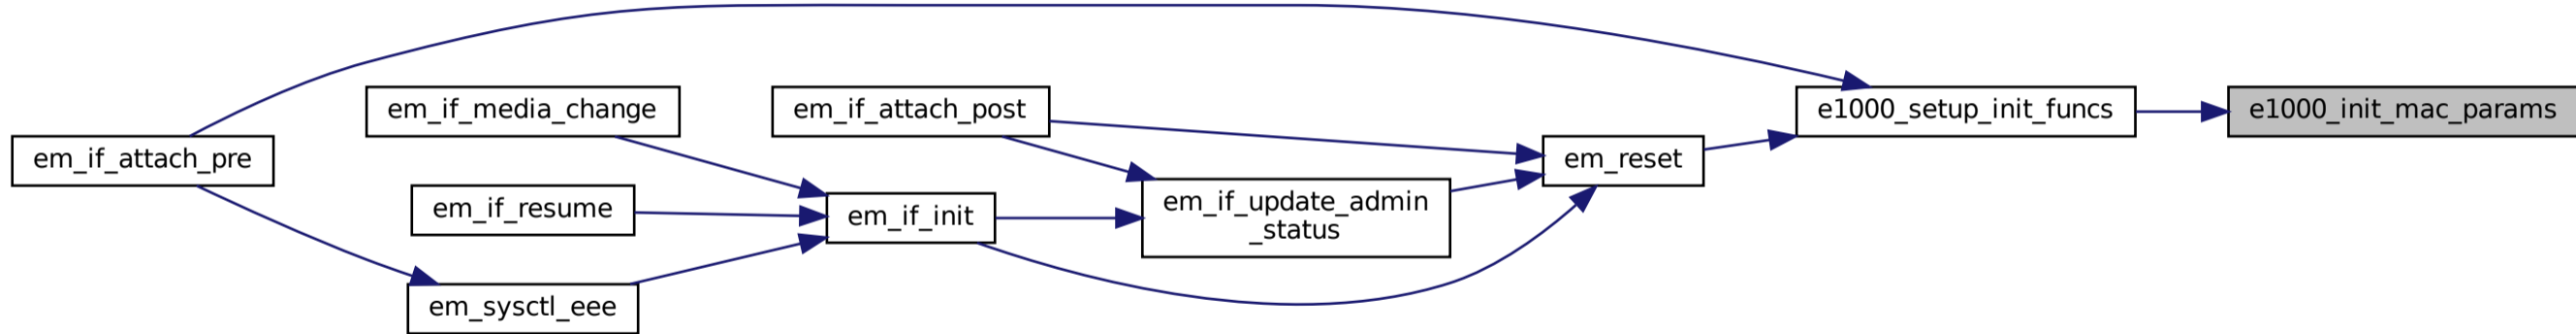 em_if_attach_pre
em_if_media_change
em_if_resume
em_sysctl_eee
em_if_attach_post
em_if_init
em_if_update_admin
_status
em_reset
e1000_setup_init_funcs
e1000_init_mac_params